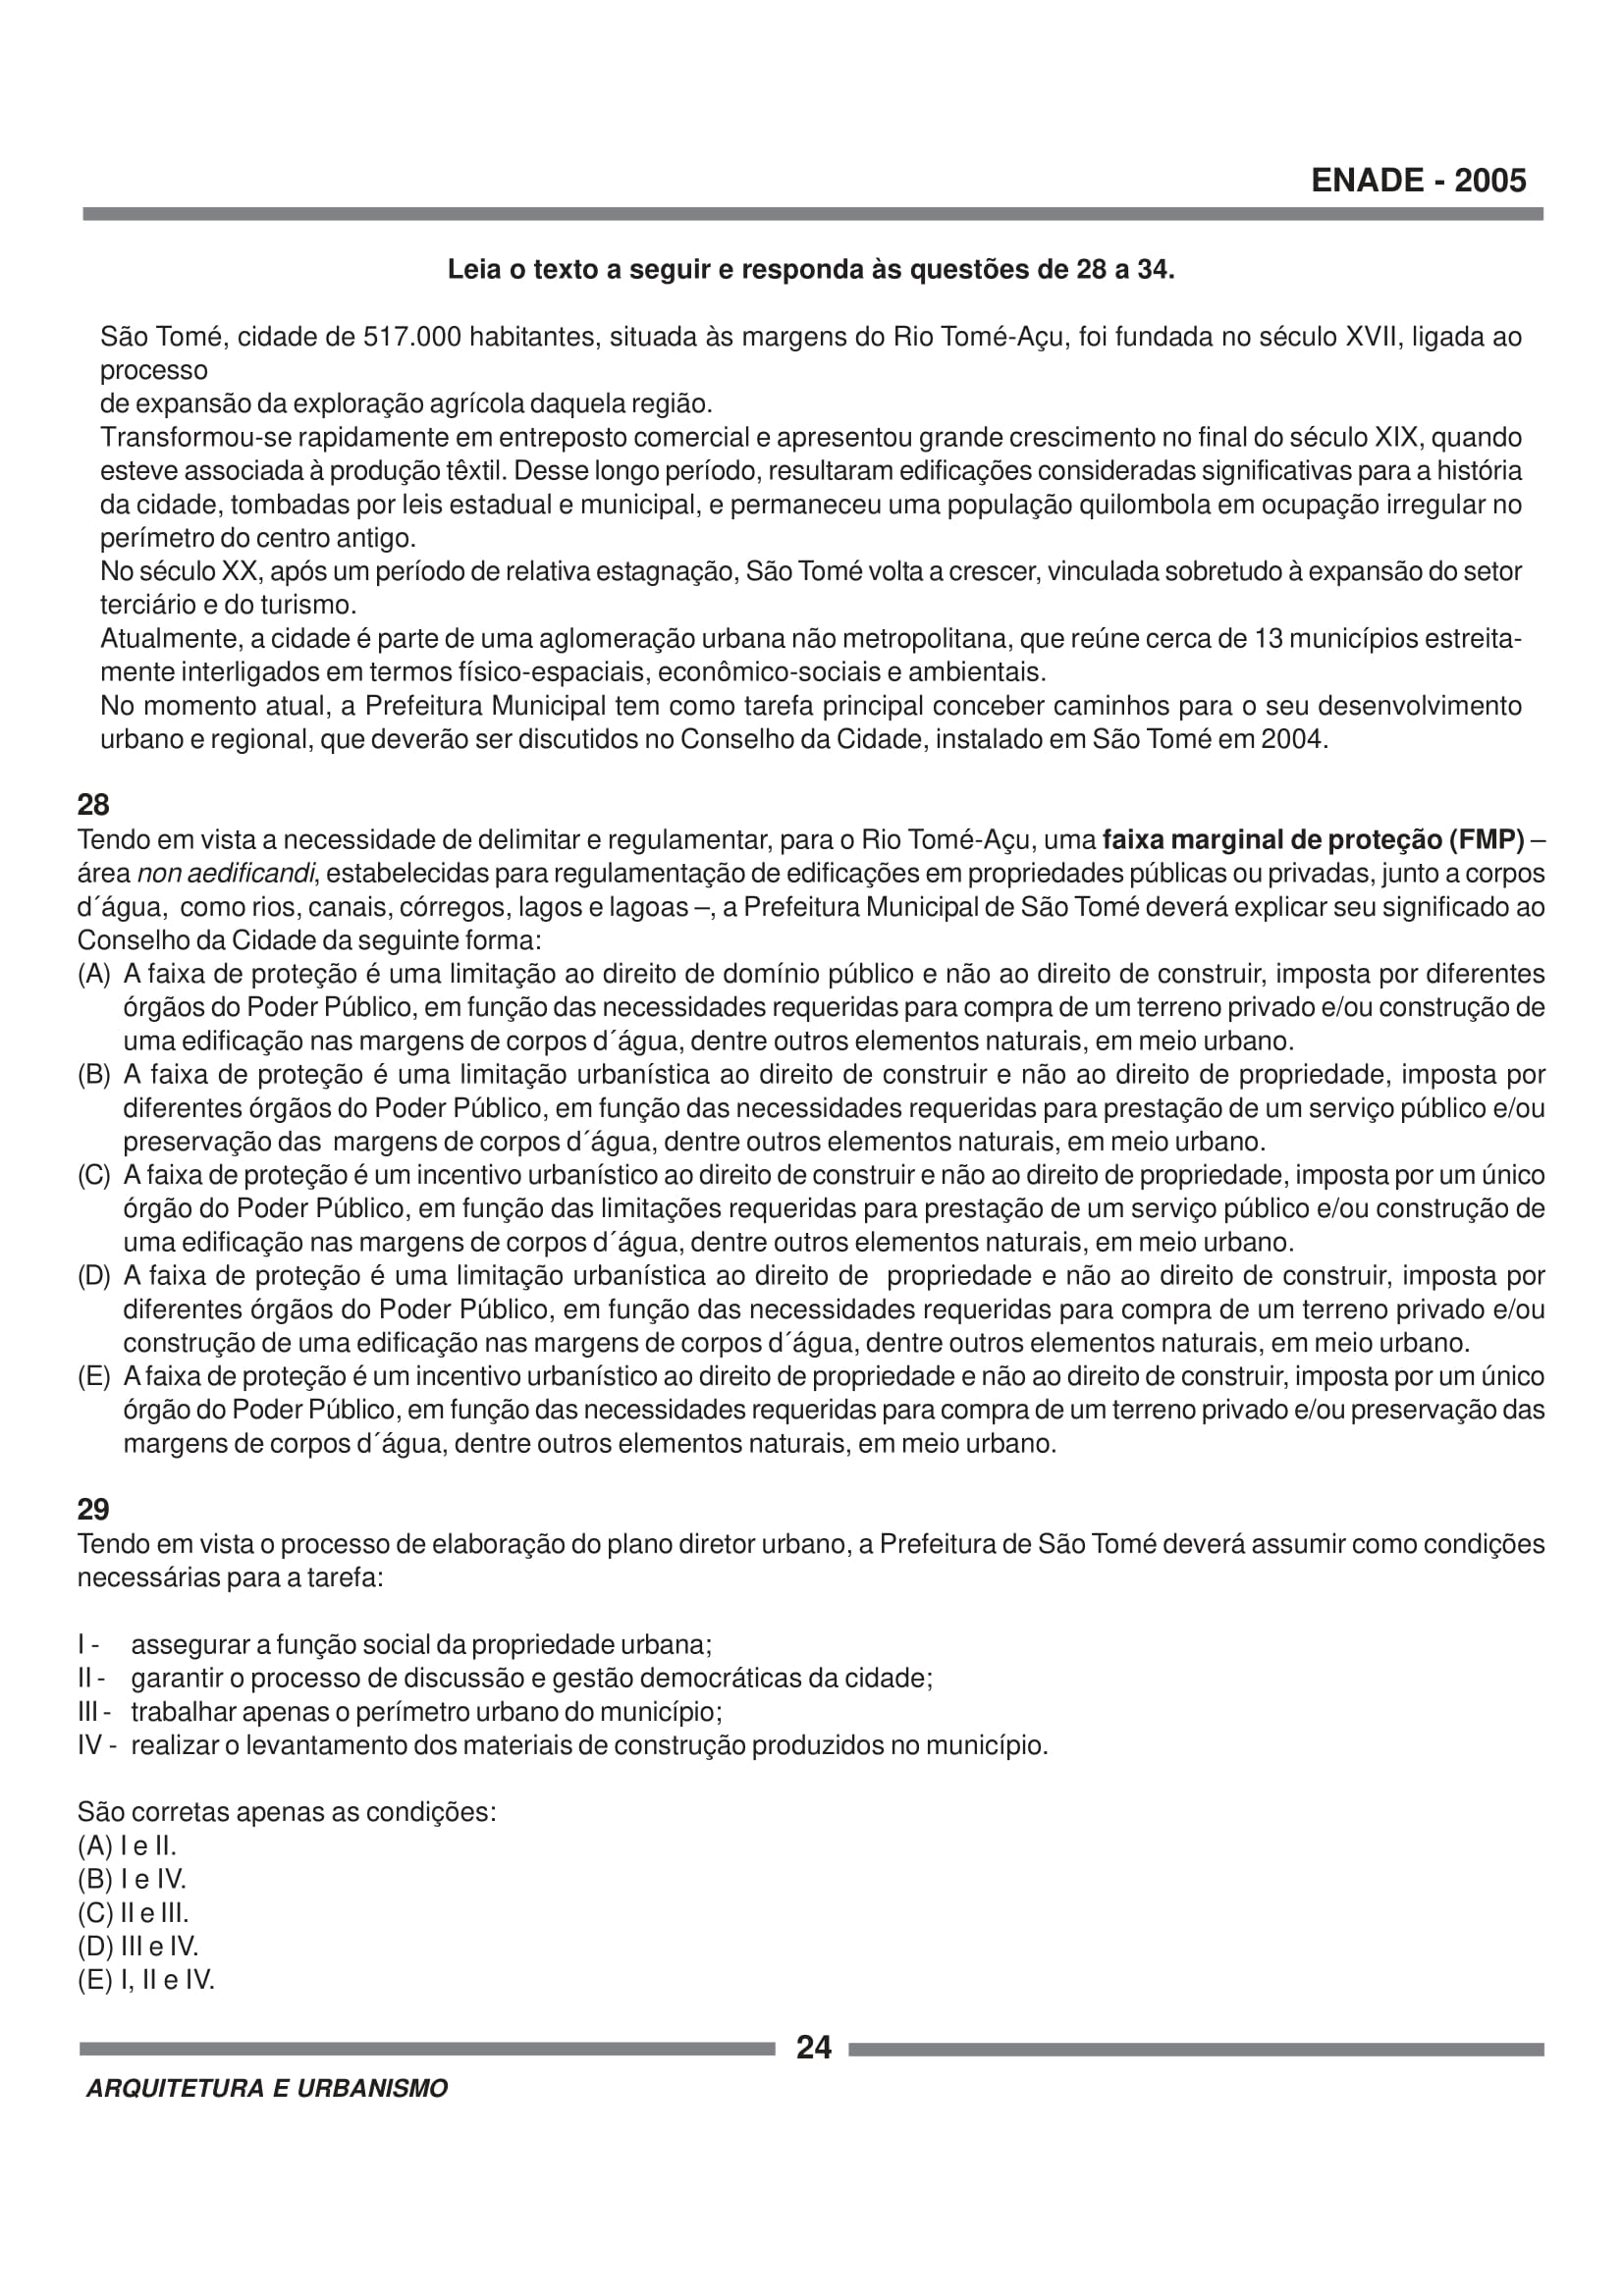 ENADE - 2005
Leia o texto a seguir e responda às questões de 28 a 34.
São Tomé, cidade de 517.000 habitantes, situada às margens do Rio Tomé-Açu, foi fundada no século XVII, ligada ao
processo
de expansão da exploração agrícola daquela região.
Transformou-se rapidamente em entreposto comercial e apresentou grande crescimento no final do século XIX, quando
esteve associada à produção têxtil. Desse longo período, resultaram edificações consideradas significativas para a história
da cidade, tombadas por leis estadual e municipal, e permaneceu uma população quilombola em ocupação irregular no
perímetro do centro antigo.
No século XX, após um período de relativa estagnação, São Tomé volta a crescer, vinculada sobretudo à expansão do setor
terciário e do turismo.
Atualmente, a cidade é parte de uma aglomeração urbana não metropolitana, que reúne cerca de 13 municípios estreita-
mente interligados em termos físico-espaciais, econômico-sociais e ambientais.
No momento atual, a Prefeitura Municipal tem como tarefa principal conceber caminhos para o seu desenvolvimento
urbano e regional, que deverão ser discutidos no Conselho da Cidade, instalado em São Tomé em 2004.
28
Tendo em vista a necessidade de delimitar e regulamentar, para o Rio Tomé-Açu, uma faixa marginal de proteção (FMP) –
área non aedificandi, estabelecidas para regulamentação de edificações em propriedades públicas ou privadas, junto a corpos
d´água, como rios, canais, córregos, lagos e lagoas –, a Prefeitura Municipal de São Tomé deverá explicar seu significado ao
Conselho da Cidade da seguinte forma:
(A) A faixa de proteção é uma limitação ao direito de domínio público e não ao direito de construir, imposta por diferentes
órgãos do Poder Público, em função das necessidades requeridas para compra de um terreno privado e/ou construção de
uma edificação nas margens de corpos d´água, dentre outros elementos naturais, em meio urbano.
(B) A faixa de proteção é uma limitação urbanística ao direito de construir e não ao direito de propriedade, imposta por
diferentes órgãos do Poder Público, em função das necessidades requeridas para prestação de um serviço público e/ou
preservação das margens de corpos d´água, dentre outros elementos naturais, em meio urbano.
(C) A faixa de proteção é um incentivo urbanístico ao direito de construir e não ao direito de propriedade, imposta por um único
órgão do Poder Público, em função das limitações requeridas para prestação de um serviço público e/ou construção de
uma edificação nas margens de corpos d´água, dentre outros elementos naturais, em meio urbano.
(D) A faixa de proteção é uma limitação urbanística ao direito de propriedade e não ao direito de construir, imposta por
diferentes órgãos do Poder Público, em função das necessidades requeridas para compra de um terreno privado e/ou
construção de uma edificação nas margens de corpos d´água, dentre outros elementos naturais, em meio urbano.
(E) A faixa de proteção é um incentivo urbanístico ao direito de propriedade e não ao direito de construir, imposta por um único
órgão do Poder Público, em função das necessidades requeridas para compra de um terreno privado e/ou preservação das
margens de corpos d´água, dentre outros elementos naturais, em meio urbano.
29
Tendo em vista o processo de elaboração do plano diretor urbano, a Prefeitura de São Tomé deverá assumir como condições
necessárias para a tarefa:
I - assegurar a função social da propriedade urbana;
II - garantir o processo de discussão e gestão democráticas da cidade;
III - trabalhar apenas o perímetro urbano do município;
IV - realizar o levantamento dos materiais de construção produzidos no município.
São corretas apenas as condições:
(A) I e II.
(B) I e IV.
(C) II e III.
(D) III e IV.
(E) I, II e IV.
24
ARQUITETURA E URBANISMO